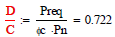 D/C := Preq/(ϕc·Pn) = 0.722